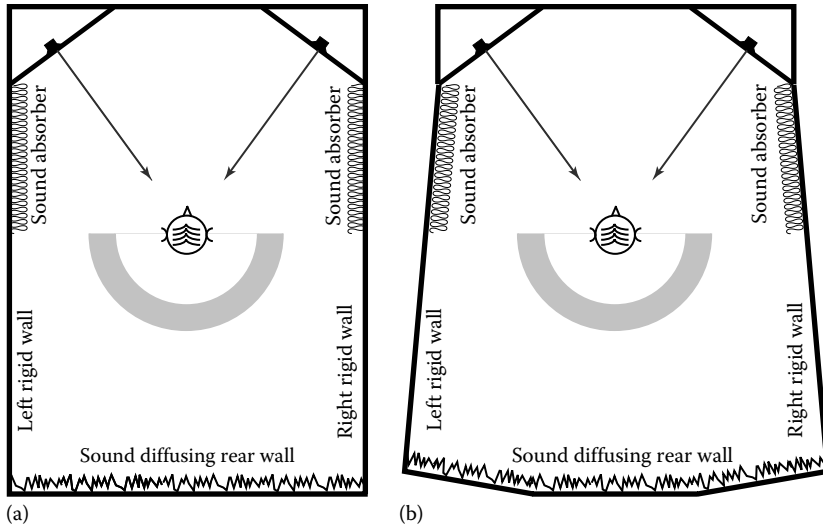 Sound absorber
Sound absorber
Left rigid wall
Right rigid wall
Sound diffusing rear wall
(a)
Sound absorber
Sound absorber
Left rigid wall
Right rigid wall
Sound diffusing rear wall
(b)